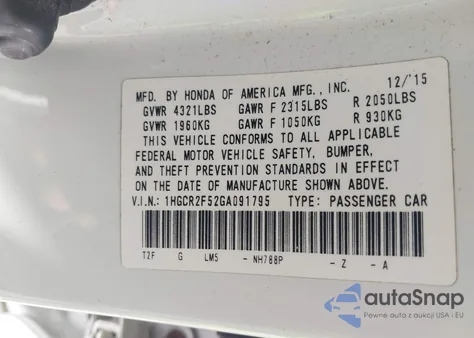 MFD. BY HONDA OF AMERICA MFG., INC. 12/'15
GVWR 4321LBS GAWR F 2315LBS R 2050LBS
GVWR 1960KG GAWR F 1050KG R 930KG
THIS VEHICLE CONFORMS TO ALL APPLICABLE
FEDERAL MOTOR VEHICLE SAFETY, BUMPER,
AND THEFT PREVENTION STANDARDS IN EFFECT
ON THE DATE OF MANUFACTURE SHOWN ABOVE.
V.I.N.: 1HGCR2F52GA091795 TYPE: PASSENGER CAR
T2F G LM5 - NH788P - Z - A
autoSnap
Pewne auta z aukcji USA i EU